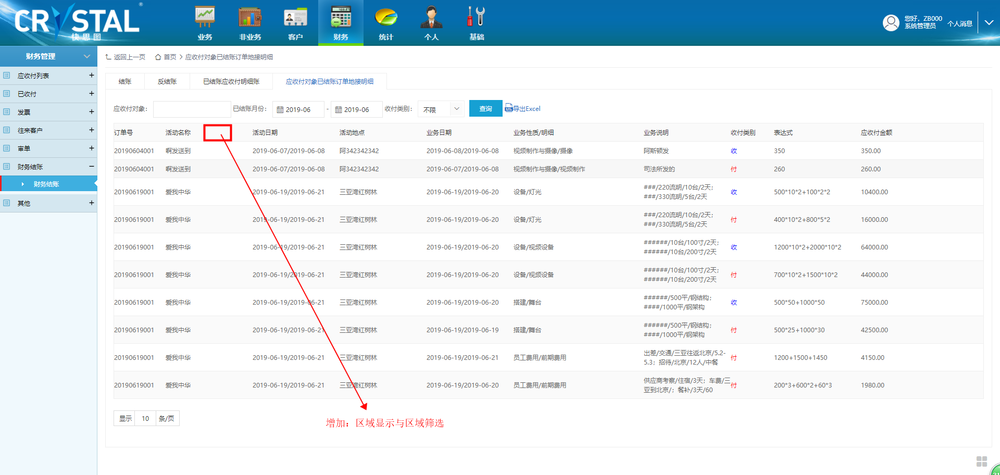 CRYSTAL ®
快思图
业务 非业务 客户 财务 统计 个人 基础
您好，ZB000
系统管理员
个人消息
财务管理
应收付列表 +
已收付 +
发票 +
往来客户 +
审单 +
财务结账 −
财务结账
其他 +
返回上一页 首页 > 应收付对象已结账订单地接明细
结账 反结账 已结账应收付明细账 应收付对象已结账订单地接明细
应收付对象： 已结账月份： 2019-06 - 2019-06 收付类别： 不限 查询 导出Excel
订单号 活动名称 活动日期 活动地点 业务日期 业务性质/明细 业务说明 收付类别 表达式 应收付金额
20190604001 啊发送到 2019-06-07/2019-06-08 阿342342342 2019-06-08/2019-06-08 视频制作与摄像/摄像 阿斯顿发 收 350 350.00
20190604001 啊发送到 2019-06-07/2019-06-08 阿342342342 2019-06-07/2019-06-08 视频制作与摄像/视频制作 司法所发的 付 260 260.00
20190619001 爱我中华 2019-06-19/2019-06-21 三亚湾红树林 2019-06-19/2019-06-20 设备/灯光 ###/220流明/10台/2天；
###/330流明/5台/2天 收 500*10*2+100*2*2 10400.00
20190619001 爱我中华 2019-06-19/2019-06-21 三亚湾红树林 2019-06-19/2019-06-20 设备/灯光 ###/220流明/10台/2天；
###/330流明/5台/2天 付 400*10*2+800*5*2 16000.00
20190619001 爱我中华 2019-06-19/2019-06-21 三亚湾红树林 2019-06-19/2019-06-20 设备/视频设备 ######/10台/100寸/2天；
######/10台/200寸/2天 收 1200*10*2+2000*10*2 64000.00
20190619001 爱我中华 2019-06-19/2019-06-21 三亚湾红树林 2019-06-19/2019-06-20 设备/视频设备 ######/10台/100寸/2天；
######/10台/200寸/2天 付 700*10*2+1500*10*2 44000.00
20190619001 爱我中华 2019-06-19/2019-06-21 三亚湾红树林 2019-06-19/2019-06-20 搭建/舞台 ######/500平/钢结构；
####/1000平/钢架构 收 500*50+1000*50 75000.00
20190619001 爱我中华 2019-06-19/2019-06-21 三亚湾红树林 2019-06-19/2019-06-19 搭建/舞台 ######/500平/钢结构；
####/1000平/钢架构 付 500*25+1000*30 42500.00
20190619001 爱我中华 2019-06-19/2019-06-21 三亚湾红树林 2019-06-19/2019-06-21 员工费用/前期费用 出差/交通/三亚往返北京/5.2-
5.3；招待/北京/12人/中餐 付 1200+1500+1450 4150.00
20190619001 爱我中华 2019-06-19/2019-06-21 三亚湾红树林 2019-06-19/2019-06-20 员工费用/前期费用 供应商考察/住宿/3天；车费/三
亚到北京/；餐补/3天/60 付 200*3+600*2+60*3 1980.00
显示 10 条/页
增加：区域显示与区域筛选